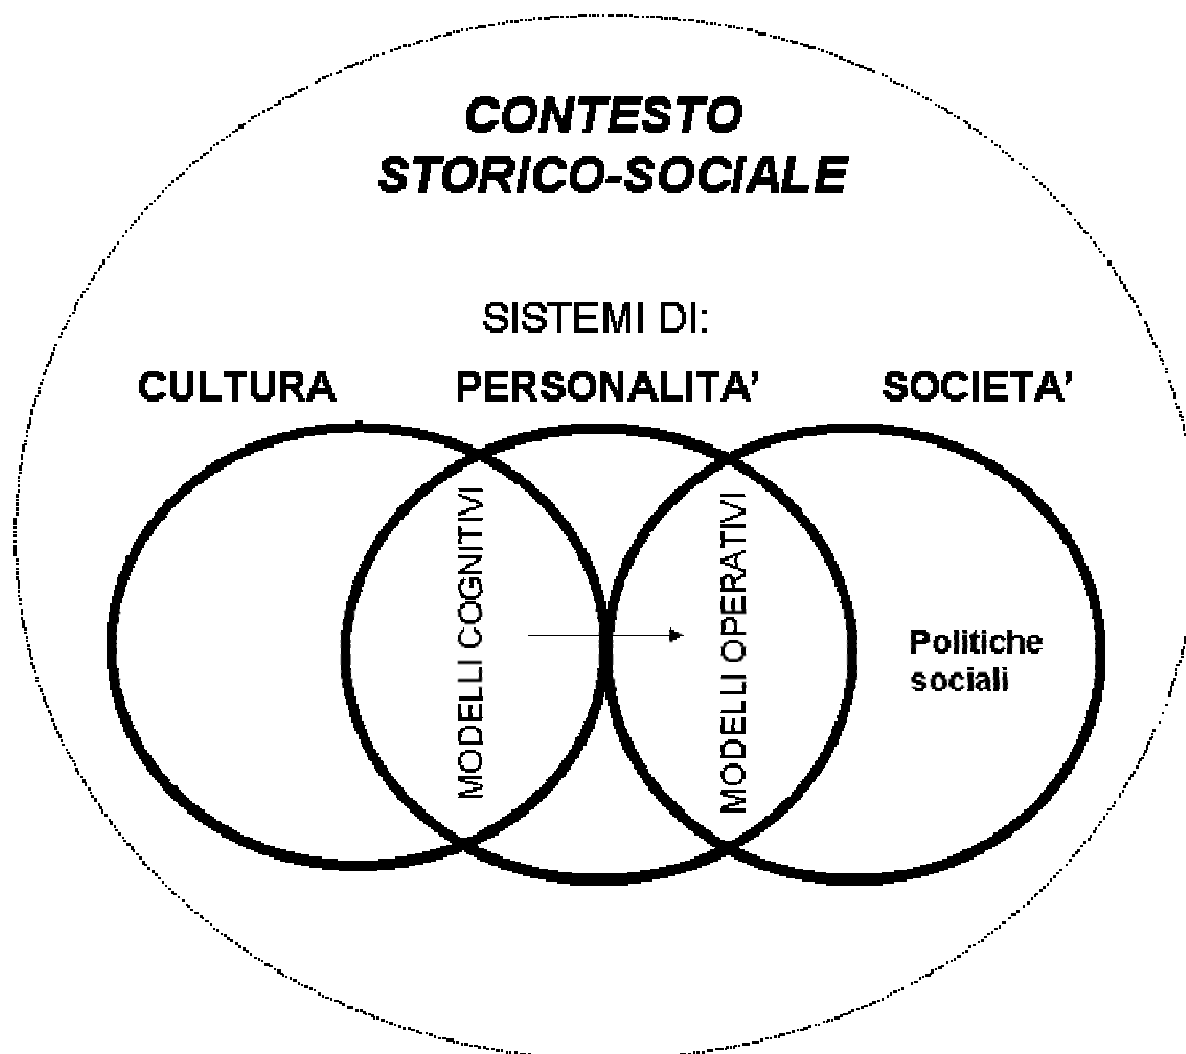 CONTESTO
STORICO-SOCIALE
SISTEMI DI:
CULTURA PERSONALITA' SOCIETA'
MODELLI COGNITIVI
MODELLI OPERATIVI
Politiche
sociali